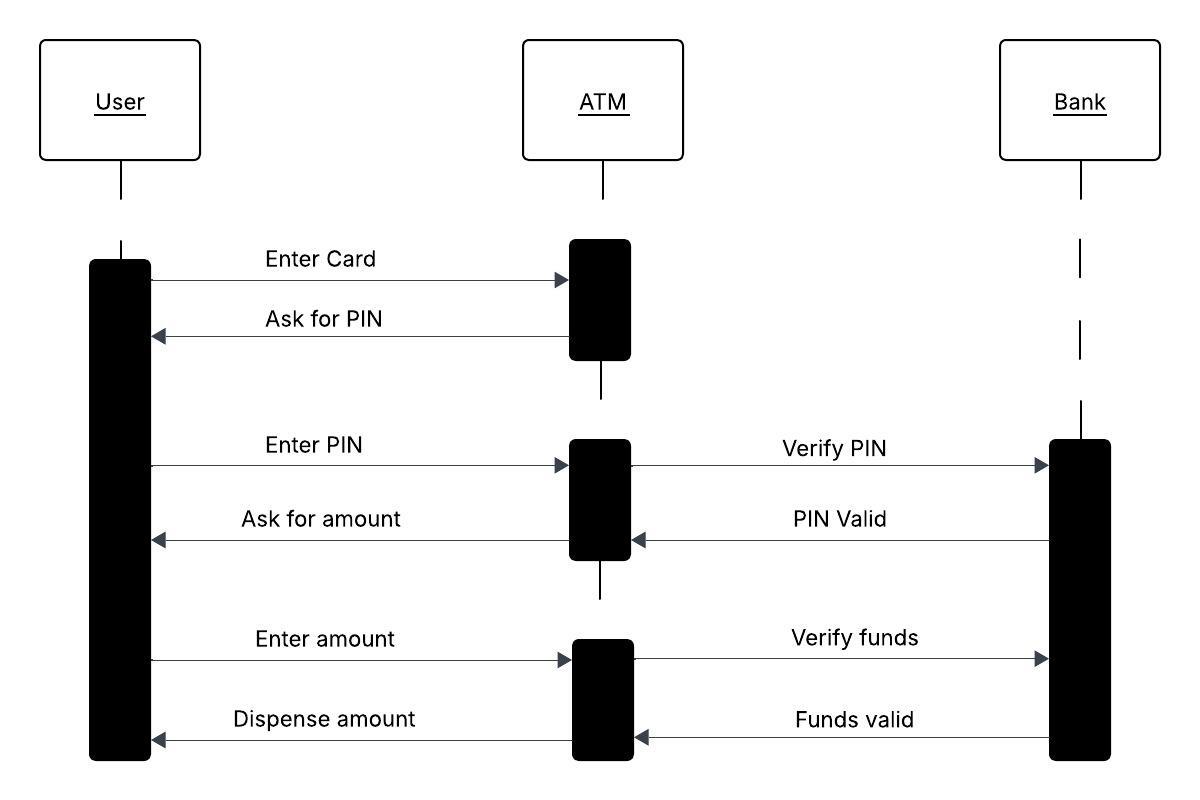 User
ATM
Bank
Enter Card
Ask for PIN
Enter PIN
Verify PIN
Ask for amount
PIN Valid
Enter amount
Verify funds
Dispense amount
Funds valid